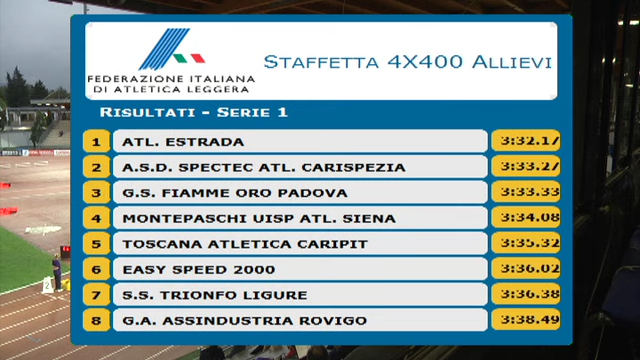 FEDERAZIONE ITALIANA
DI ATLETICA LEGGERA
STAFFETTA 4X400 ALLIEVI
RISULTATI - SERIE 1
1 ATL. ESTRADA 3:32.17
2 A.S.D. SPECTEC ATL. CARISPEZIA 3:33.27
3 G.S. FIAMME ORO PADOVA 3:33.33
4 MONTEPASCHI UISP ATL. SIENA 3:34.08
5 TOSCANA ATLETICA CARIPIT 3:35.32
6 EASY SPEED 2000 3:36.02
7 S.S. TRIONFO LIGURE 3:36.38
8 G.A. ASSINDUSTRIA ROVIGO 3:38.49
2